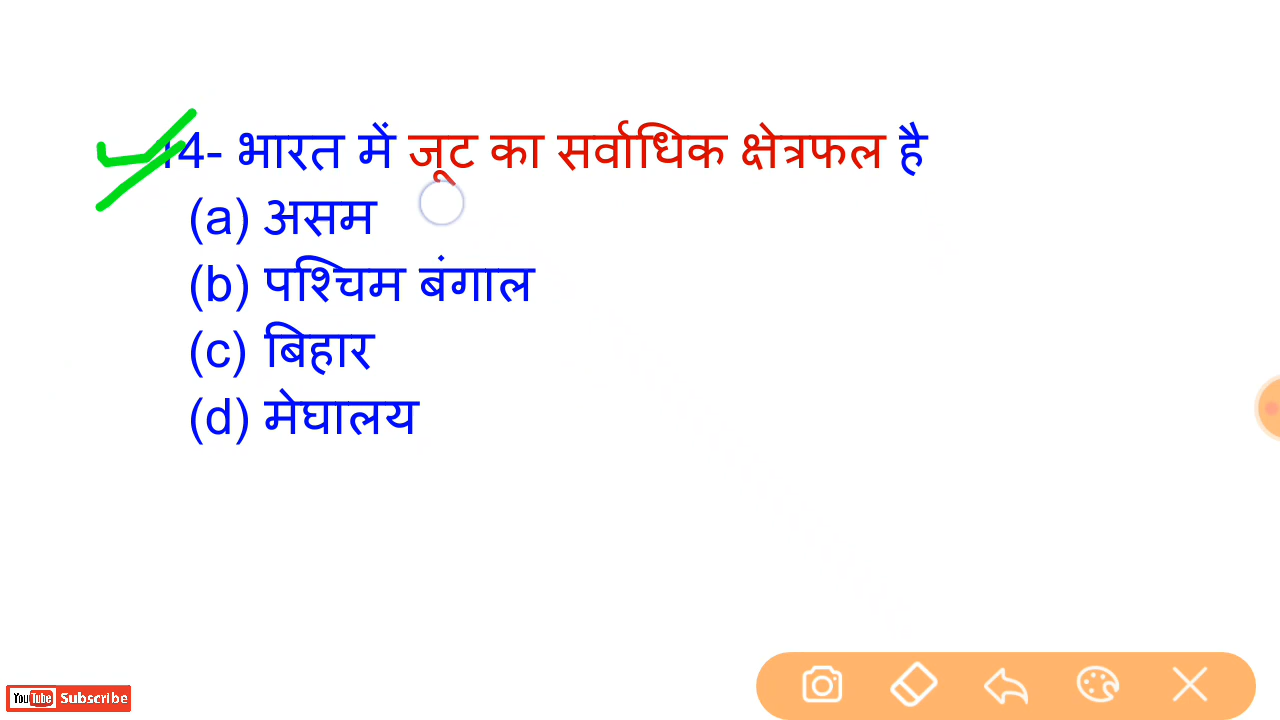 14- भारत में जूट का सर्वाधिक क्षेत्रफल है
(a) असम
(b) पश्चिम बंगाल
(c) बिहार
(d) मेघालय
YouTube Subscribe